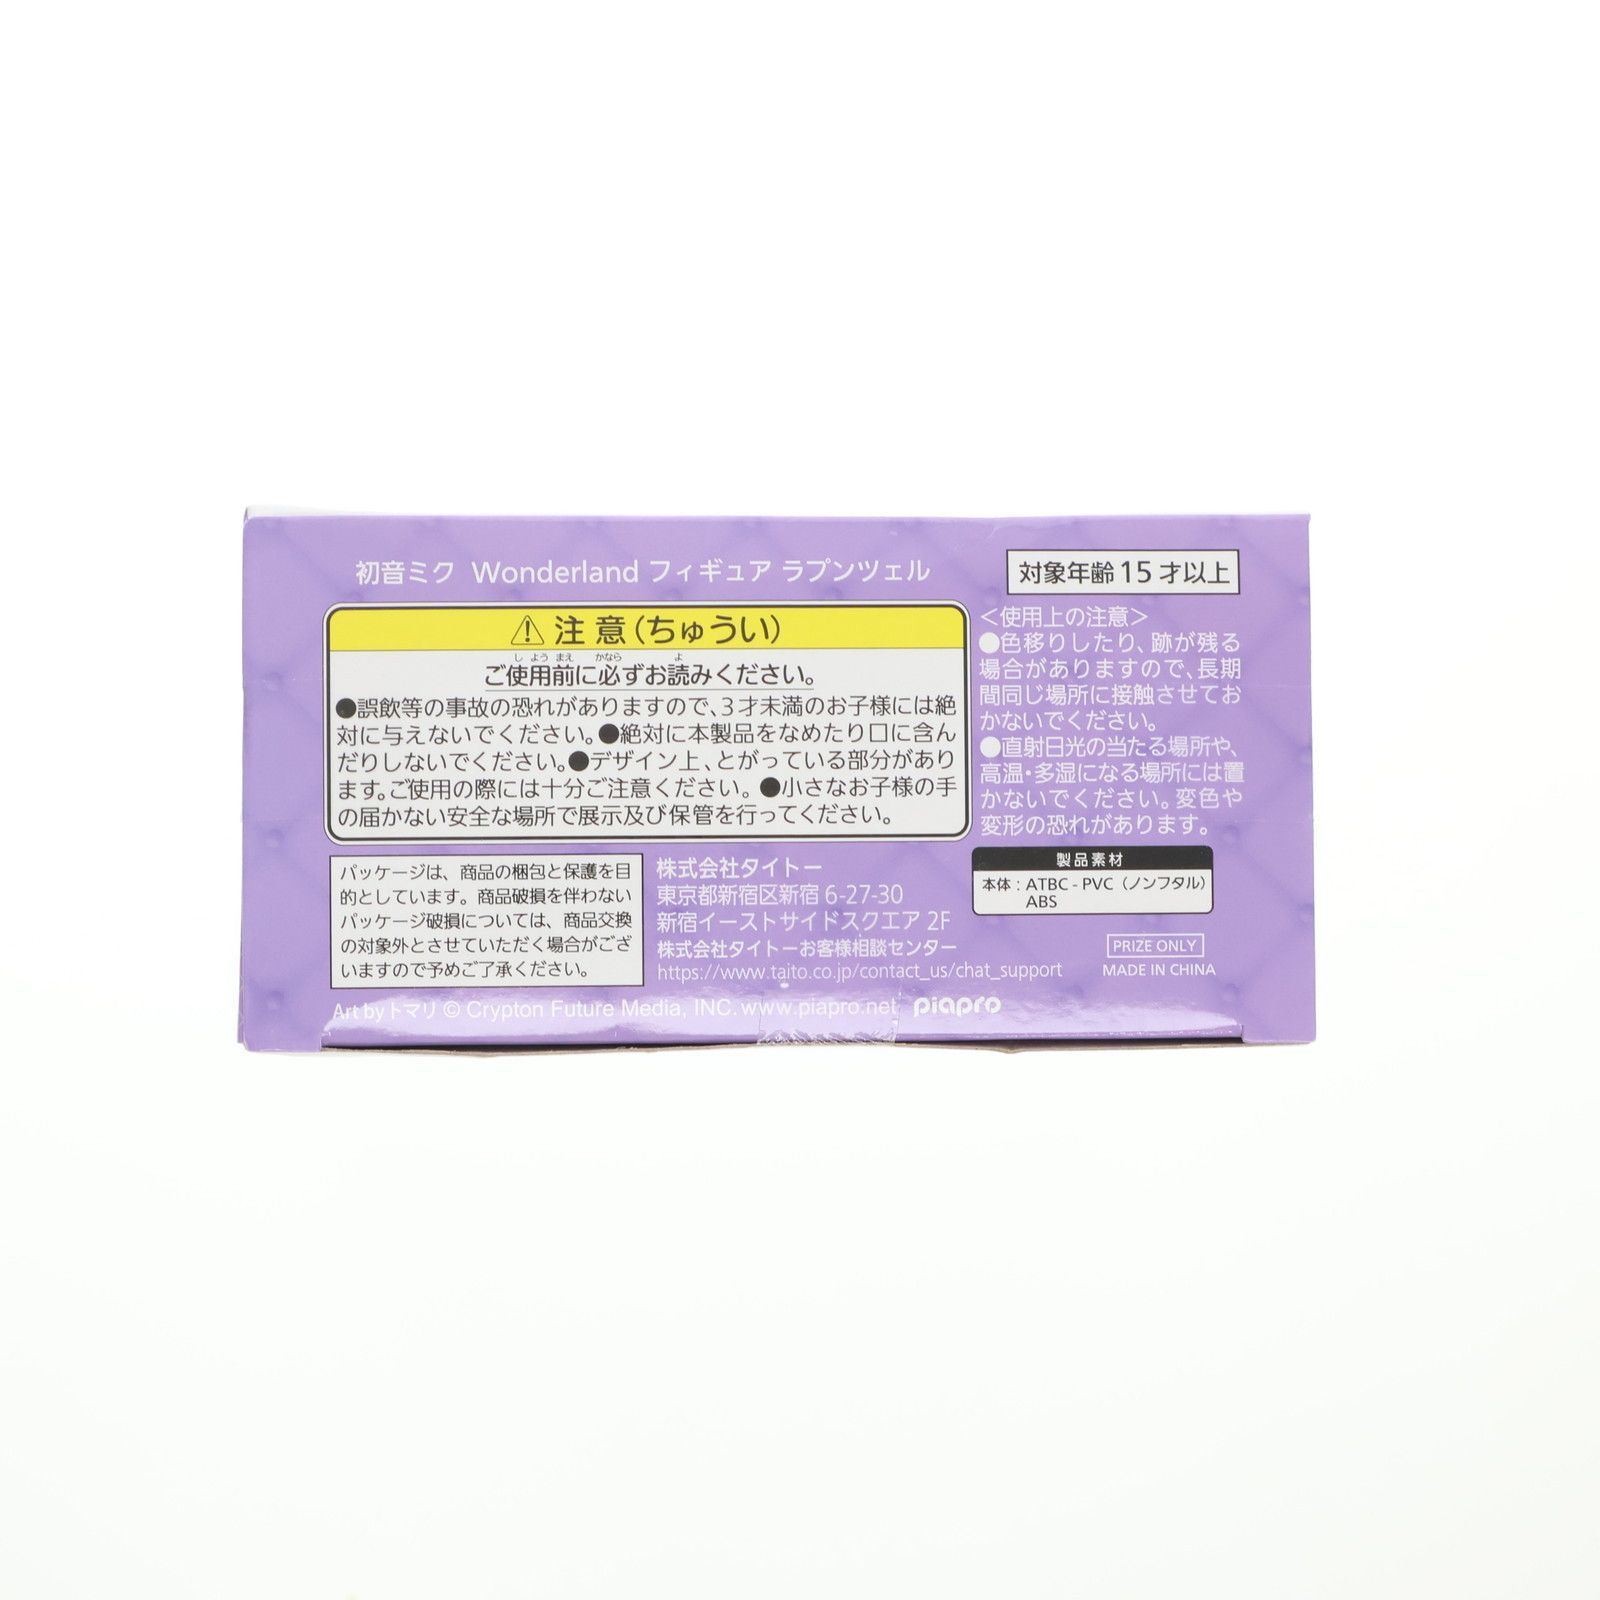 初音ミク Wonderland フィギュア ラプンツェル
対象年齢 15 才以上
⚠ 注 意 (ちゅうい)
しようまえ かなら よ
ご使用前に必ずお読みください。
●誤飲等の事故の恐れがありますので、3才未満のお子様には絶
対に与えないでください。●絶対に本製品をなめたり口に含ん
だりしないでください。●デザイン上、とがっている部分があり
ます。ご使用の際には十分ご注意ください。●小さなお子様の手
の届かない安全な場所で展示及び保管を行ってください。
<使用上の注意>
●色移りしたり、跡が残る
場合がありますので、長期
間同じ場所に接触させてお
かないでください。
●直射日光の当たる場所や、
高温・多湿になる場所には置
かないでください。変色や
変形の恐れがあります。
パッケージは、商品の梱包と保護を目
的としています。商品破損を伴わない
パッケージ破損については、商品交換
の対象外とさせていただく場合がござ
いますので予めご了承ください。
株式会社タイトー
東京都新宿区新宿 6-27-30
新宿イーストサイドスクエア 2F
株式会社タイトーお客様相談センター
https://www.taito.co.jp/contact_us/chat_support
製品素材
本体 : ATBC - PVC (ノンフタル)
ABS
PRIZE ONLY
MADE IN CHINA
Art by トマリ © Crypton Future Media, INC. www.piapro.net piapro